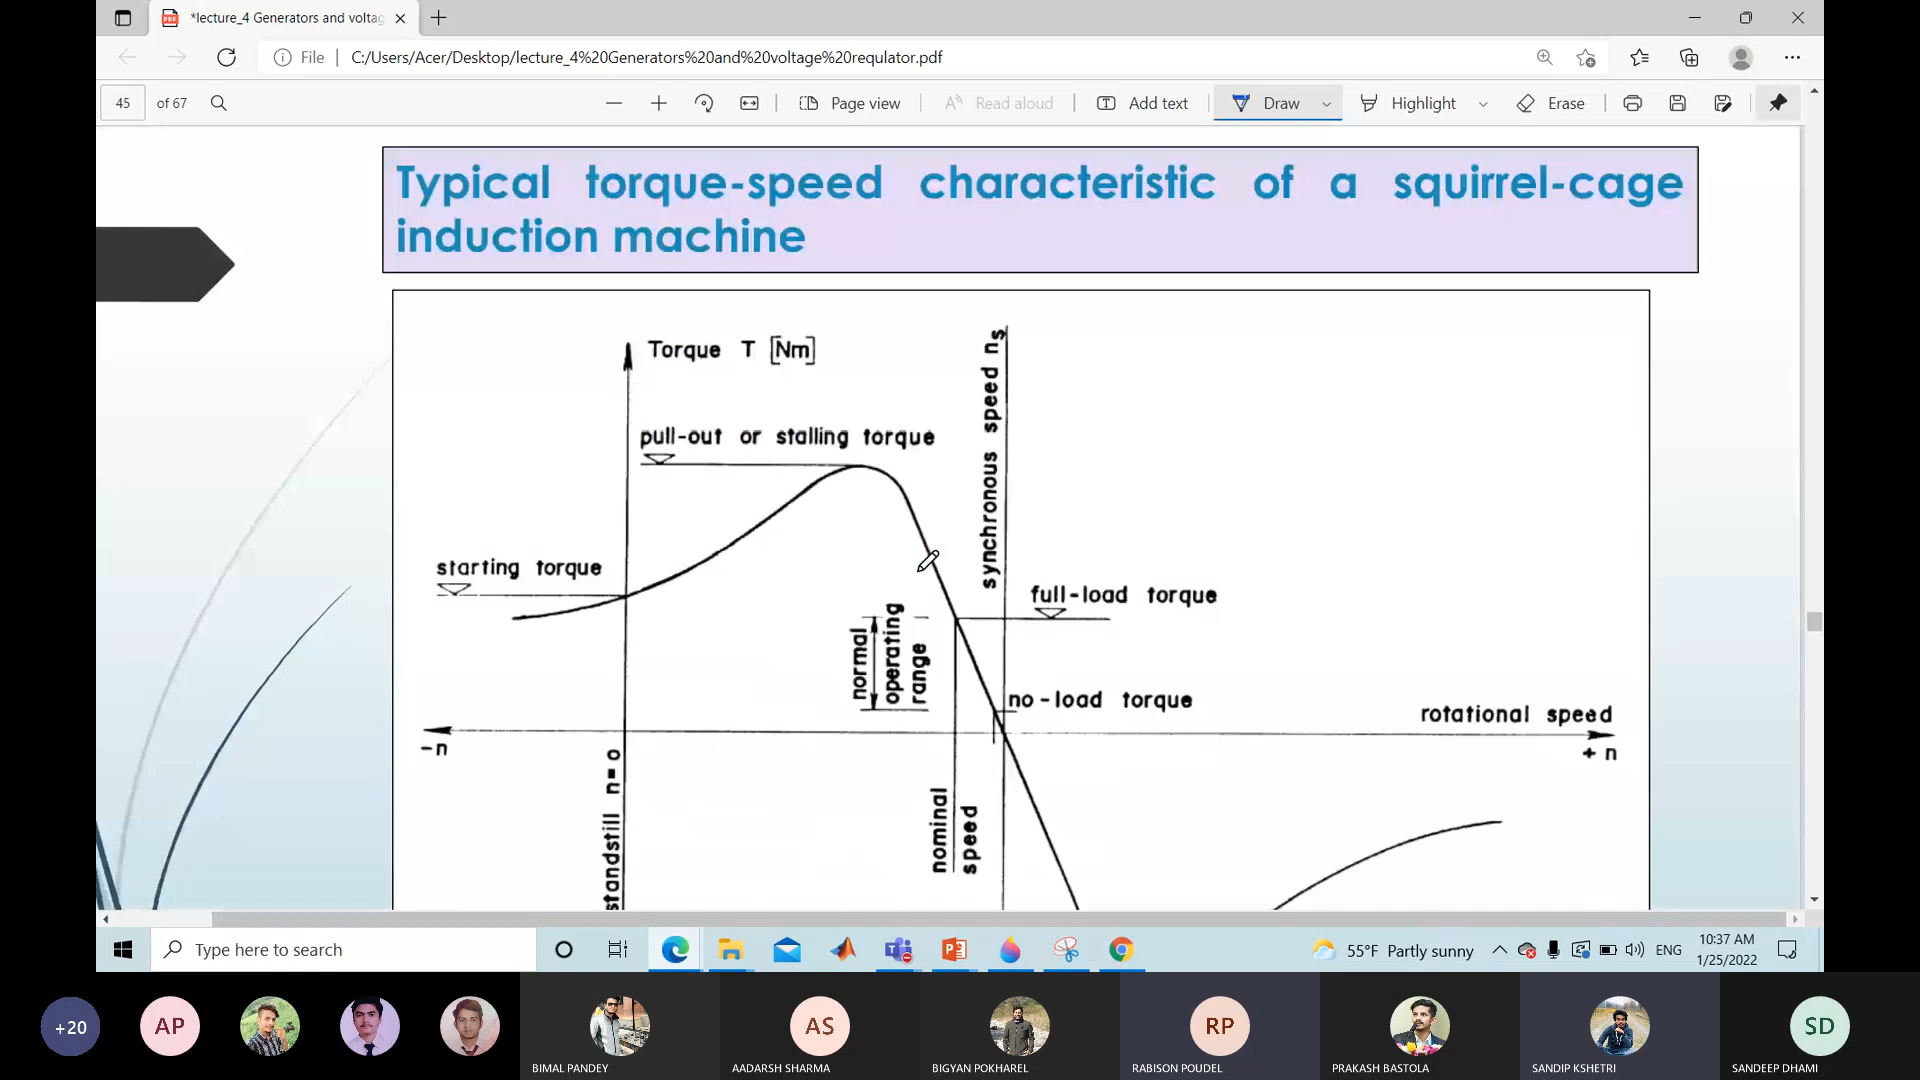 *lecture_4 Generators and volta
File
C:/Users/Acer/Desktop/lecture_4%20Generators%20and%20voltage%20requlator.pdf
45 of 67
Page view
Read aloud
Add text
Draw
Highlight
Erase
Typical torque-speed characteristic of a squirrel-cage
induction machine
Torque T [Nm]
synchronous speed ns
pull-out or stalling torque
starting torque
full-load torque
normal
operating
range
no-load torque
rotational speed
-n
+ n
standstill n=0
nominal
speed
Type here to search
55°F Partly sunny
ENG
10:37 AM
1/25/2022
+20
AP
BIMAL PANDEY
AS
AADARSH SHARMA
BIGYAN POKHAREL
RP
RABISON POUDEL
PRAKASH BASTOLA
SANDIP KSHETRI
SD
SANDEEP DHAMI